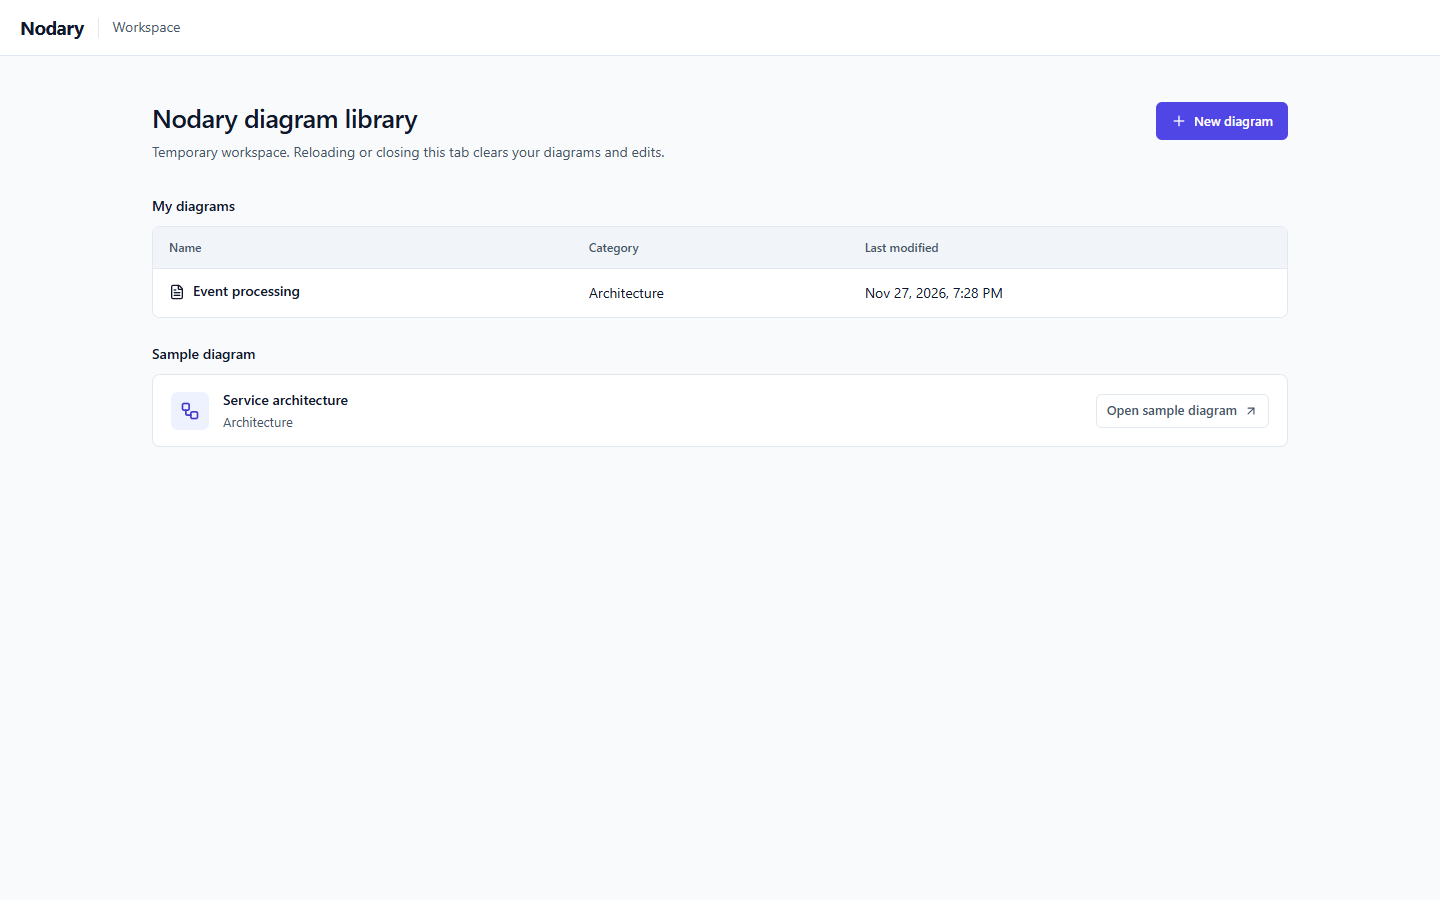 Nodary Workspace
Nodary diagram library
New diagram
Temporary workspace. Reloading or closing this tab clears your diagrams and edits.
My diagrams
Name Category Last modified
Event processing Architecture Nov 27, 2026, 7:28 PM
Sample diagram
Service architecture
Architecture
Open sample diagram